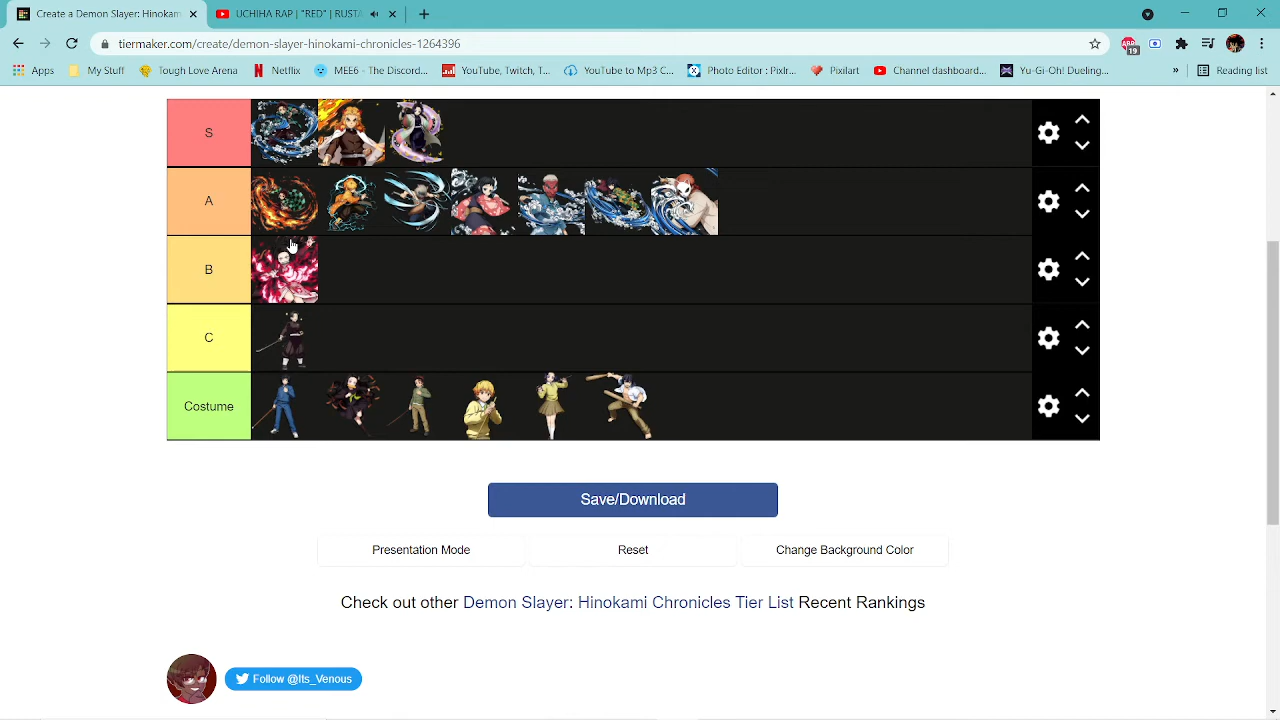 Create a Demon Slayer: Hinokam
UCHIHA RAP | "RED" | RUSTA
tiermaker.com/create/demon-slayer-hinokami-chronicles-1264396
ABP
19
Apps
My Stuff
Tough Love Arena
Netflix
MEE6 - The Discord...
YouTube, Twitch, T...
YouTube to Mp3 C...
Photo Editor : Pixlr...
Pixilart
Channel dashboard...
Yu-Gi-Oh! Dueling...
»
Reading list
S
A
B
C
Costume
Save/Download
Presentation Mode
Reset
Change Background Color
Check out other Demon Slayer: Hinokami Chronicles Tier List Recent Rankings
Follow @Its_Venous